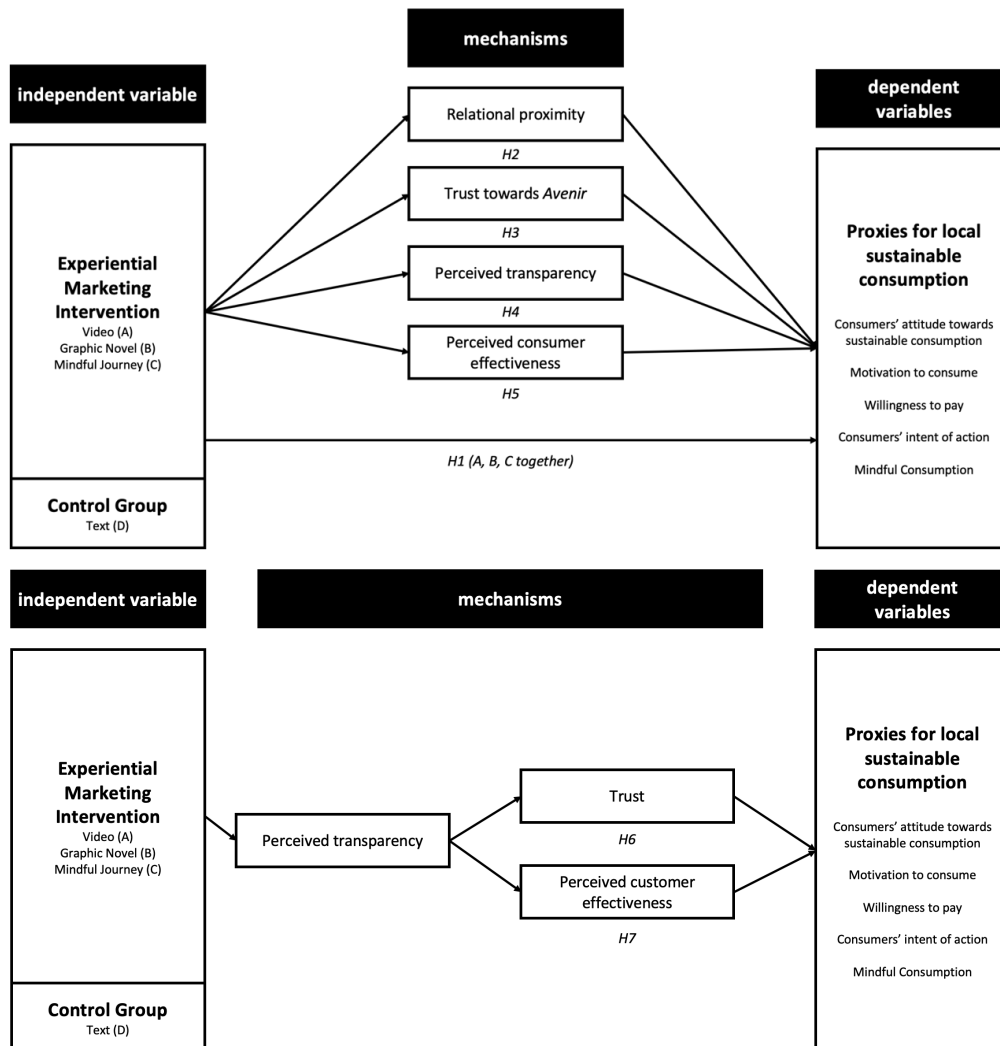 mechanisms
independent variable
dependent
variables
Relational proximity
H2
Trust towards Avenir
H3
Perceived transparency
H4
Perceived consumer
effectiveness
H5
H1 (A, B, C together)
Experiential
Marketing
Intervention
Video (A)
Graphic Novel (B)
Mindful Journey (C)
Control Group
Text (D)
Proxies for local
sustainable
consumption
Consumers’ attitude towards
sustainable consumption
Motivation to consume
Willingness to pay
Consumers’ intent of action
Mindful Consumption
independent variable
mechanisms
dependent
variables
Experiential
Marketing
Intervention
Video (A)
Graphic Novel (B)
Mindful Journey (C)
Control Group
Text (D)
Perceived transparency
Trust
H6
Perceived customer
effectiveness
H7
Proxies for local
sustainable
consumption
Consumers’ attitude towards
sustainable consumption
Motivation to consume
Willingness to pay
Consumers’ intent of action
Mindful Consumption